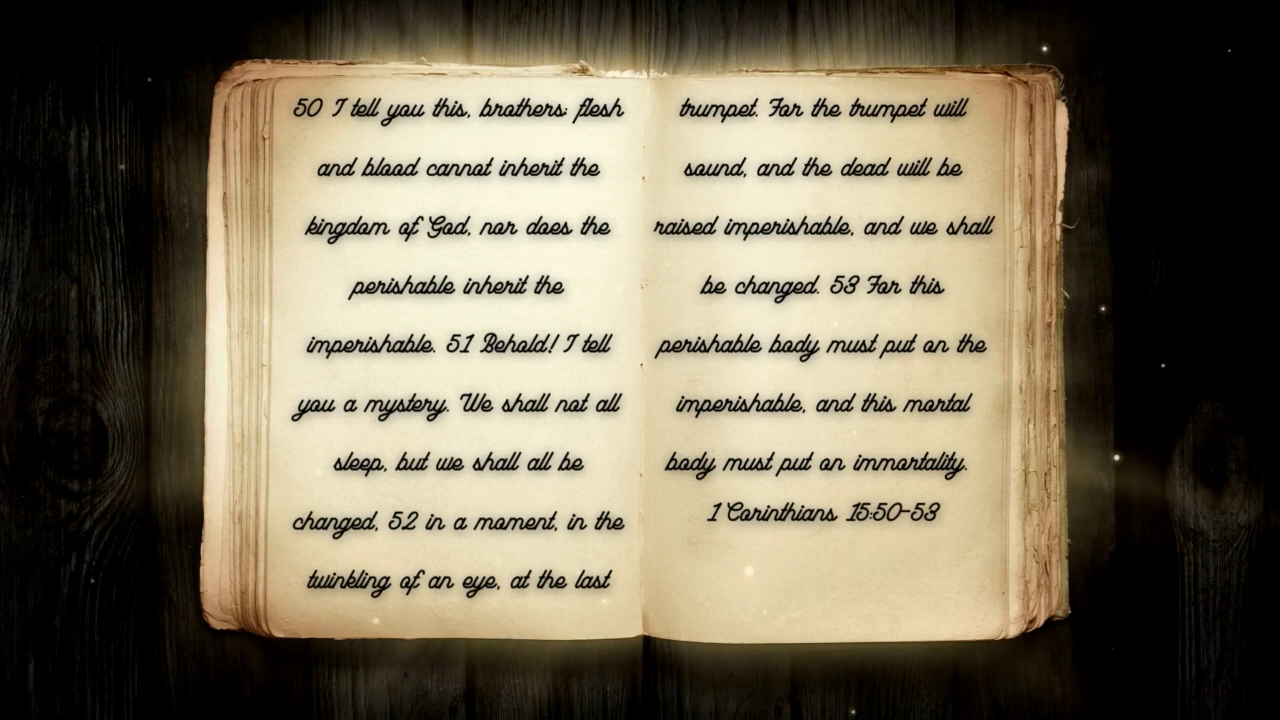 50 I tell you this, brothers: flesh
and blood cannot inherit the
kingdom of God, nor does the
perishable inherit the
imperishable. 51 Behold! I tell
you a mystery. We shall not all
sleep, but we shall all be
changed, 52 in a moment, in the
twinkling of an eye, at the last
trumpet. For the trumpet will
sound, and the dead will be
raised imperishable, and we shall
be changed. 53 For this
perishable body must put on the
imperishable, and this mortal
body must put on immortality.
1 Corinthians 15:50-53